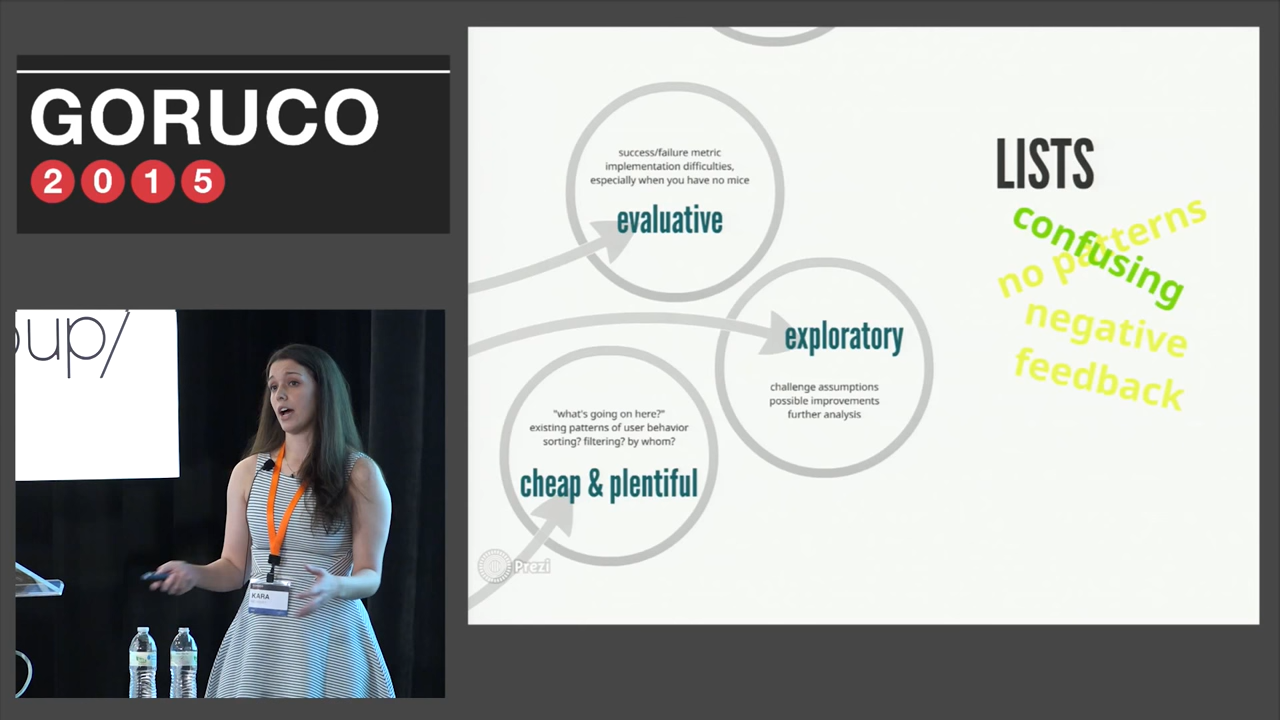 GORUCO
2015
oup/
KARA
success/failure metric
implementation difficulties,
especially when you have no mice
evaluative
exploratory
challenge assumptions
possible improvements
further analysis
"what's going on here?"
existing patterns of user behavior
sorting? filtering? by whom?
cheap & plentiful
Prezi
LISTS
confusing
no patterns
negative
feedback